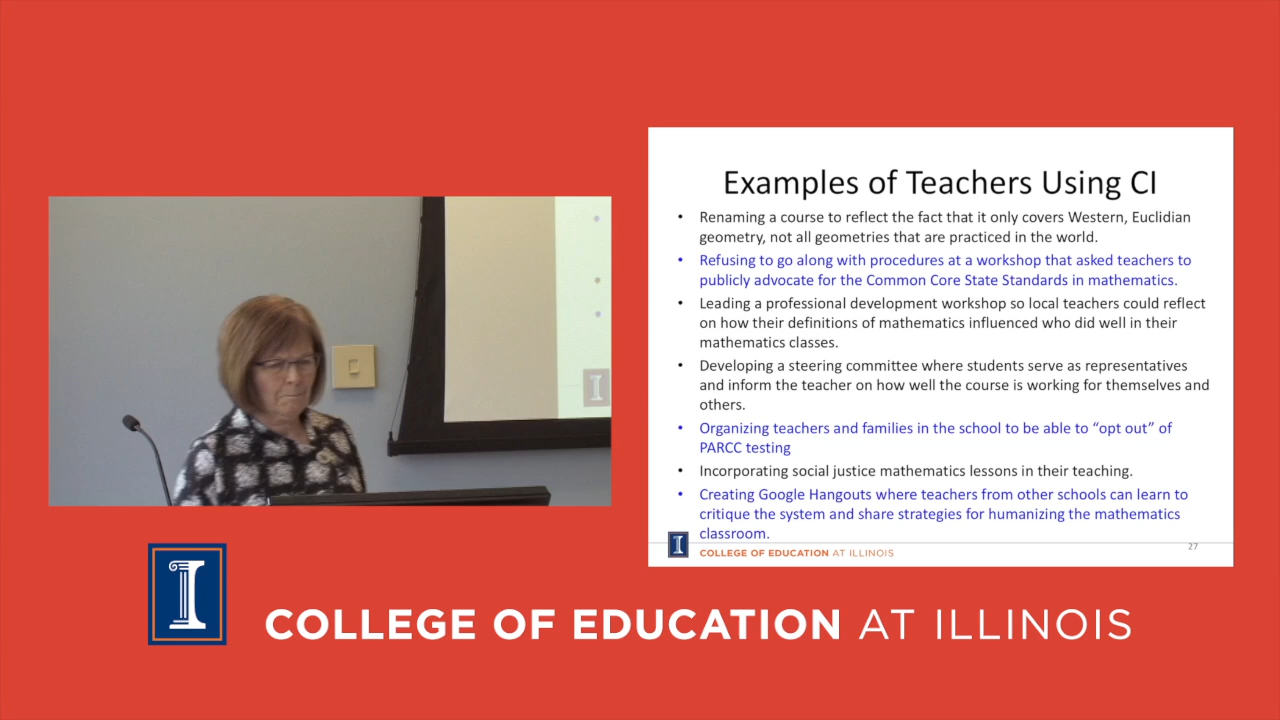 Examples of Teachers Using CI
• Renaming a course to reflect the fact that it only covers Western, Euclidian
geometry, not all geometries that are practiced in the world.
• Refusing to go along with procedures at a workshop that asked teachers to
publicly advocate for the Common Core State Standards in mathematics.
• Leading a professional development workshop so local teachers could reflect
on how their definitions of mathematics influenced who did well in their
mathematics classes.
• Developing a steering committee where students serve as representatives
and inform the teacher on how well the course is working for themselves and
others.
• Organizing teachers and families in the school to be able to “opt out” of
PARCC testing
• Incorporating social justice mathematics lessons in their teaching.
• Creating Google Hangouts where teachers from other schools can learn to
critique the system and share strategies for humanizing the mathematics
classroom.
I
COLLEGE OF EDUCATION AT ILLINOIS
27
I
I
COLLEGE OF EDUCATION AT ILLINOIS